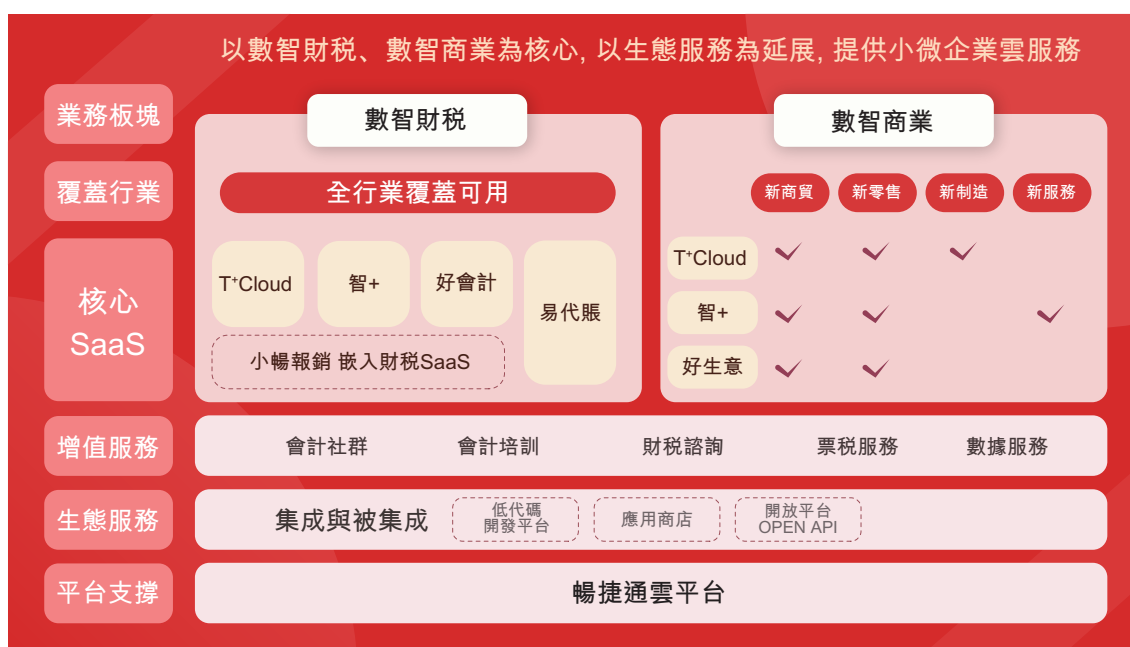 以數智財税、數智商業為核心, 以生態服務為延展, 提供小微企業雲服務
業務板塊
數智財税
數智商業
覆蓋行業
全行業覆蓋可用
新商貿
新零售
新制造
新服務
核心
SaaS
T⁺Cloud
智+
好會計
易代賬
小暢報銷 嵌入財税SaaS
T⁺Cloud
智+
好生意
增值服務
會計社群
會計培訓
財税諮詢
票税服務
數據服務
生態服務
集成與被集成
低代碼
開發平台
應用商店
開放平台
OPEN API
平台支撐
暢捷通雲平台